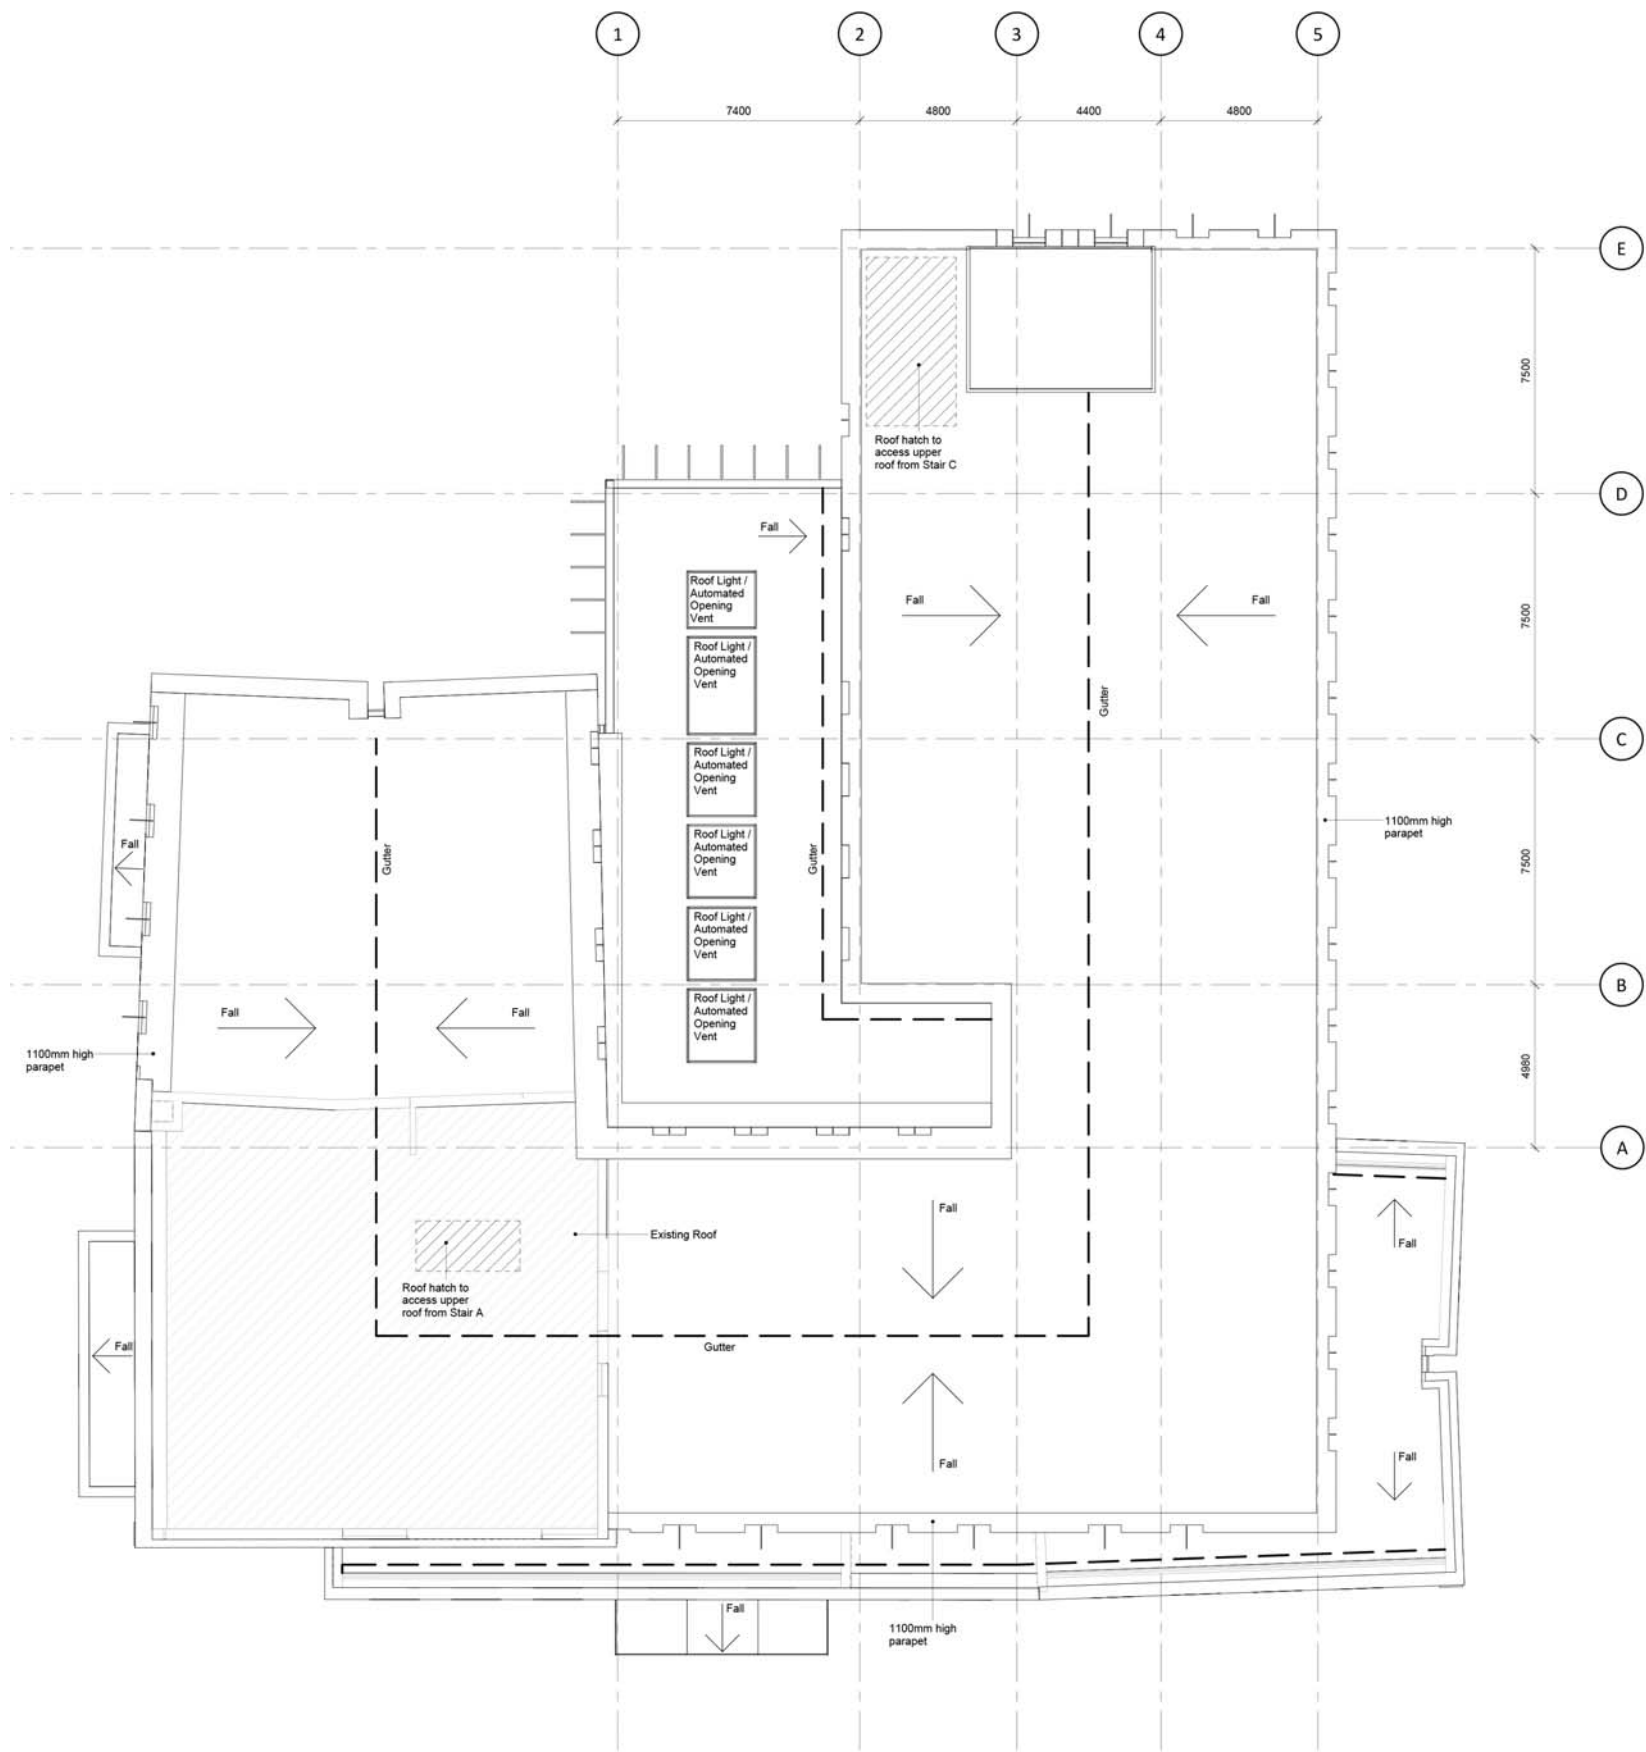 1
2
3
4
5
7400
4800
4400
4800
E
7500
Roof hatch to
access upper
roof from Stair C
D
Fall
Roof Light /
Automated
Opening
Vent
Fall
Fall
7500
Roof Light /
Automated
Opening
Vent
Gutter
C
Roof Light /
Automated
Opening
Vent
1100mm high
parapet
Fall
Gutter
Roof Light /
Automated
Opening
Vent
Gutter
7500
Roof Light /
Automated
Opening
Vent
B
Roof Light /
Automated
Opening
Vent
Fall
Fall
1100mm high
parapet
4980
A
Fall
Existing Roof
Fall
Roof hatch to
access upper
roof from Stair A
Fall
Gutter
Fall
Fall
Fall
1100mm high
parapet